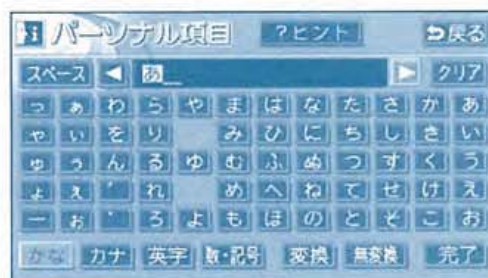 i パーソナル項目 ?ヒント 戻る
スペース あ クリア
っ ぁ わ ら や ま は な た さ か あ
ゃ ぃ を り み ひ に ち し き い
ゅ ぅ ん る ゆ む ふ ぬ つ す く う
ょ ぇ ゛ れ め へ ね て せ け え
ー ぉ ゜ ろ よ も ほ の と そ こ お
かな カナ 英字 数・記号 変換 無変換 完了